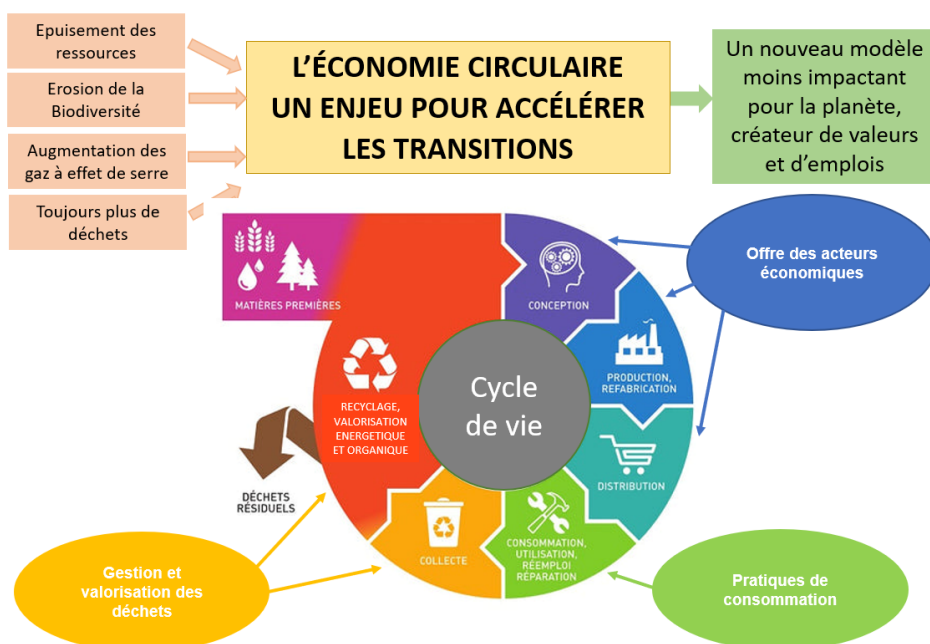 Epuisement des
ressources
Erosion de la
Biodiversité
Augmentation des
gaz à effet de serre
Toujours plus de
déchets
L'ÉCONOMIE CIRCULAIRE
UN ENJEU POUR ACCÉLÉRER
LES TRANSITIONS
Un nouveau modèle
moins impactant
pour la planète,
créateur de valeurs
et d'emplois
MATIÈRES PREMIÈRES
CONCEPTION
Offre des acteurs
économiques
PRODUCTION,
REFABRICATION
Cycle
de vie
RECYCLAGE,
VALORISATION
ENERGETIQUE
ET ORGANIQUE
DISTRIBUTION
DÉCHETS
RÉSIDUELS
COLLECTE
CONSOMMATION,
UTILISATION,
RÉEMPLOI
RÉPARATION
Gestion et
valorisation des
déchets
Pratiques de
consommation